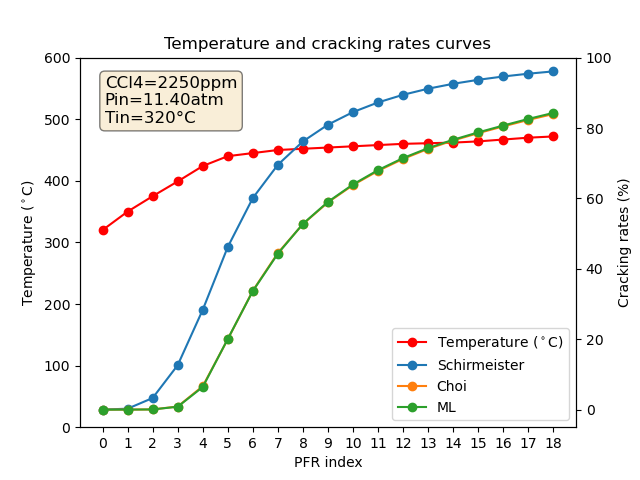 Temperature and cracking rates curves
CCl4=2250ppm
Pin=11.40atm
Tin=320°C
Temperature (°C)
600
500
400
300
200
100
0
100
80
60
40
20
0
Cracking rates (%)
Temperature (°C)
Schirmeister
Choi
ML
0 1 2 3 4 5 6 7 8 9 10 11 12 13 14 15 16 17 18
PFR index